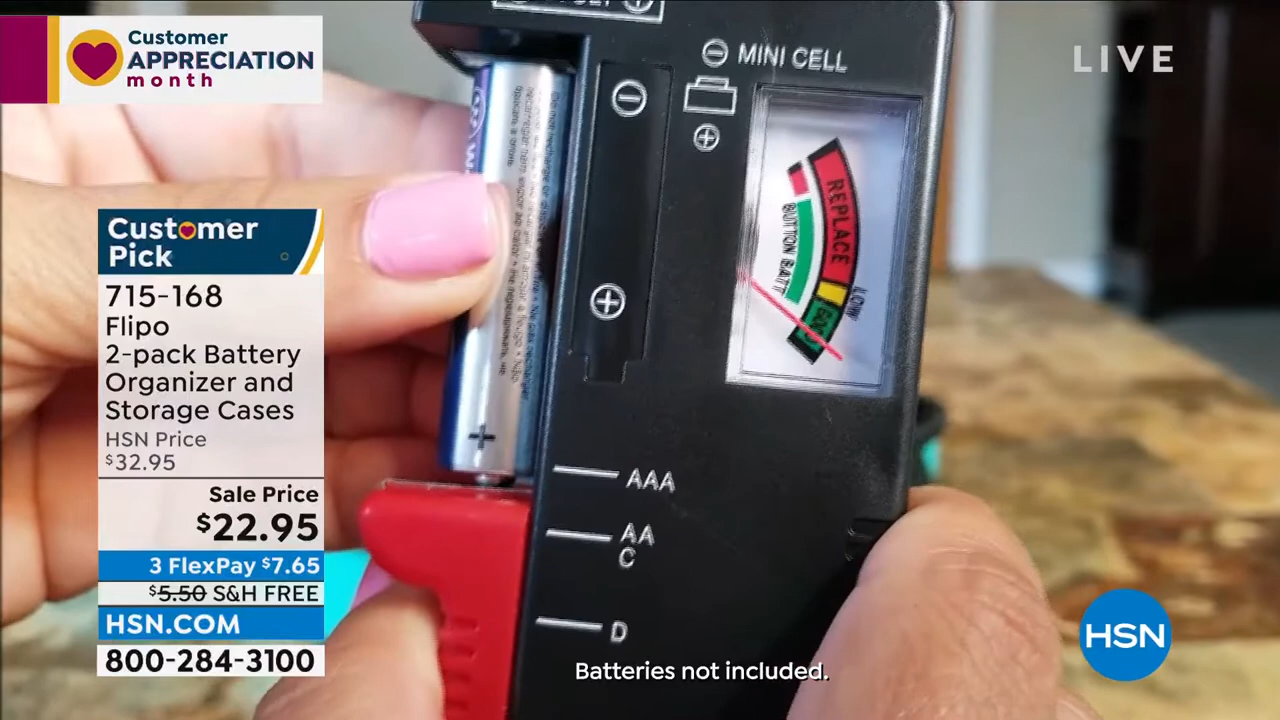 Customer
APPRECIATION
month
LIVE
MINI CELL
REPLACE
BUTTON BATT
LOW
GOOD
Customer
Pick
715-168
Flipo
2-pack Battery
Organizer and
Storage Cases
HSN Price
$32.95
Sale Price
$22.95
3 FlexPay $7.65
$5.50 S&H FREE
HSN.COM
800-284-3100
AAA
AA
C
D
+
HSN
Batteries not included.